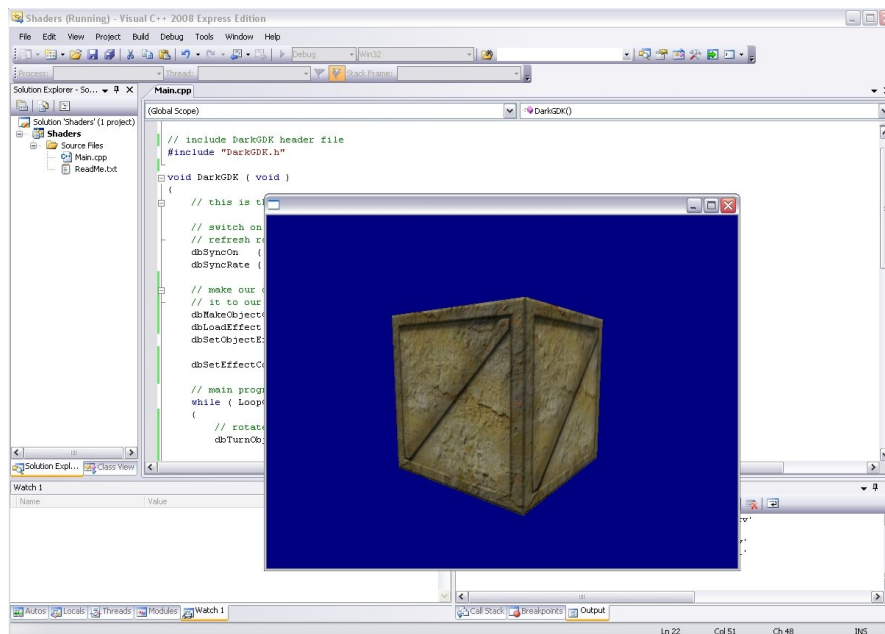 Shaders (Running) - Visual C++ 2008 Express Edition
File Edit View Project Build Debug Tools Window Help
Debug Win32
Process: Thread: Stack Frame:
Solution Explorer - So...
Main.cpp
(Global Scope)
DarkGDK()
Solution 'Shaders' (1 project)
Shaders
Source Files
Main.cpp
ReadMe.txt
// include DarkGDK header file
#include "DarkGDK.h"
void DarkGDK ( void )
{
// this is
// switch on
// refresh
dbSyncOn (
dbSyncRate (
// make our
// it to our
dbMakeObject
dbLoadEffect
dbSetObjectE
dbSetEffectCo
// main prog
while ( Loop
{
// rotate
dbTurnObj
Solution Expl... Class View
Watch 1
Name Value
Autos Locals Threads Modules Watch 1
Call Stack Breakpoints Output
Ln 22 Col 51 Ch 48 INS